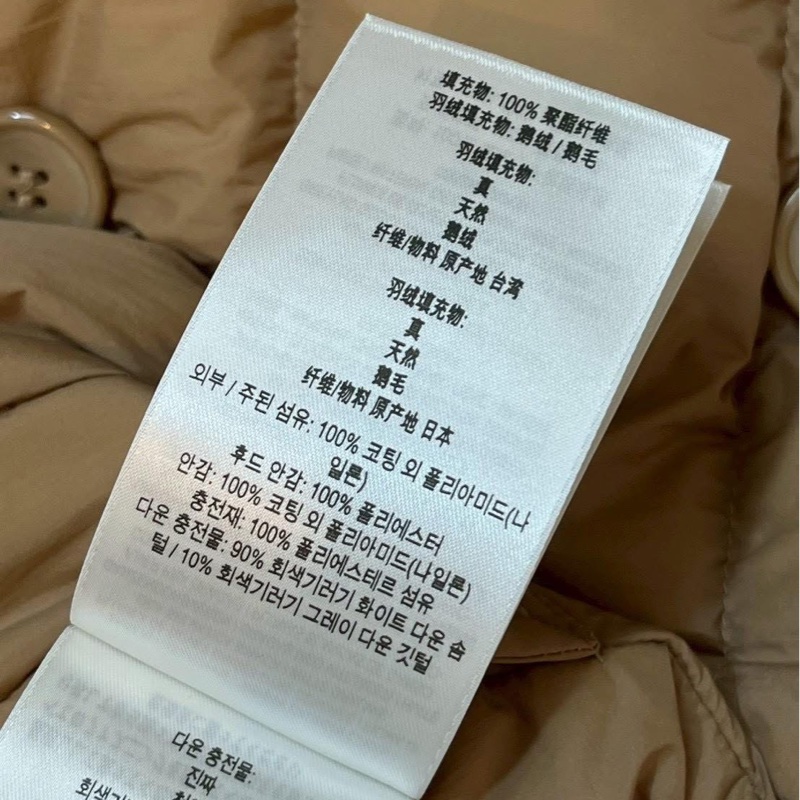 填充物: 100% 聚酯纤维
羽绒填充物: 鹅绒 / 鹅毛
羽绒填充物:
真
天然
鹅绒
纤维/物料 原产地 台湾
羽绒填充物:
真
天然
鹅毛
纤维/物料 原产地 日本
외부 / 주된 섬유: 100% 코팅 외 폴리아미드(나
일론)
후드 안감: 100% 폴리에스터
안감: 100% 코팅 외 폴리아미드(나일론)
충전재: 100% 폴리에스테르 섬유
다운 충전물: 90% 회색기러기 화이트 다운 솜
털 / 10% 회색기러기 그레이 다운 깃털
다운 충전물:
진짜